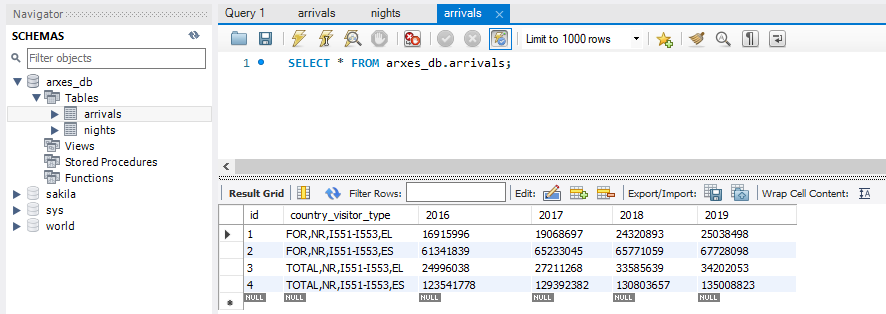 Navigator
SCHEMAS
Filter objects
arxes_db
Tables
arrivals
nights
Views
Stored Procedures
Functions
sakila
sys
world
Query 1 arrivals nights arrivals
Limit to 1000 rows
1 SELECT * FROM arxes_db.arrivals;
Result Grid Filter Rows: Edit: Export/Import: Wrap Cell Content:
id country_visitor_type 2016 2017 2018 2019
1 FOR,NR,I551-I553,EL 16915996 19068697 24320893 25038498
2 FOR,NR,I551-I553,ES 61341839 65233045 65771059 67728098
3 TOTAL,NR,I551-I553,EL 24996038 27211268 33585639 34202053
4 TOTAL,NR,I551-I553,ES 123541778 129392382 130803657 135008823
NULL NULL NULL NULL NULL NULL